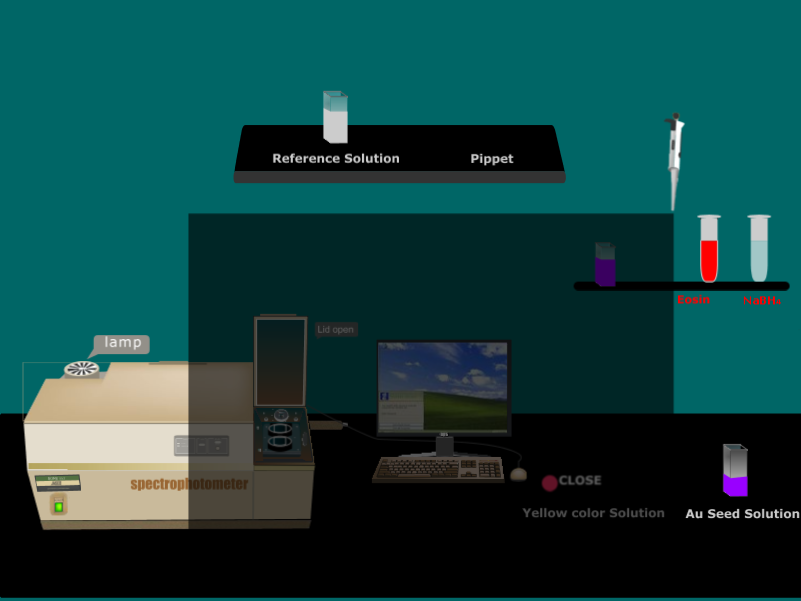 Reference Solution
Pippet
Eosin
NaBH₄
Lid open
lamp
spectrophotometer
CLOSE
Yellow color Solution
Au Seed Solution